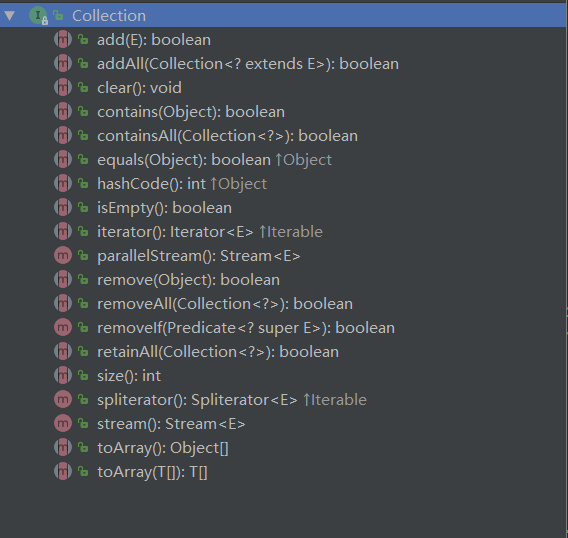 Collection
add(E): boolean
addAll(Collection<? extends E>): boolean
clear(): void
contains(Object): boolean
containsAll(Collection<?>): boolean
equals(Object): boolean ↑Object
hashCode(): int ↑Object
isEmpty(): boolean
iterator(): Iterator<E> ↑Iterable
parallelStream(): Stream<E>
remove(Object): boolean
removeAll(Collection<?>): boolean
removeIf(Predicate<? super E>): boolean
retainAll(Collection<?>): boolean
size(): int
spliterator(): Spliterator<E> ↑Iterable
stream(): Stream<E>
toArray(): Object[]
toArray(T[]): T[]